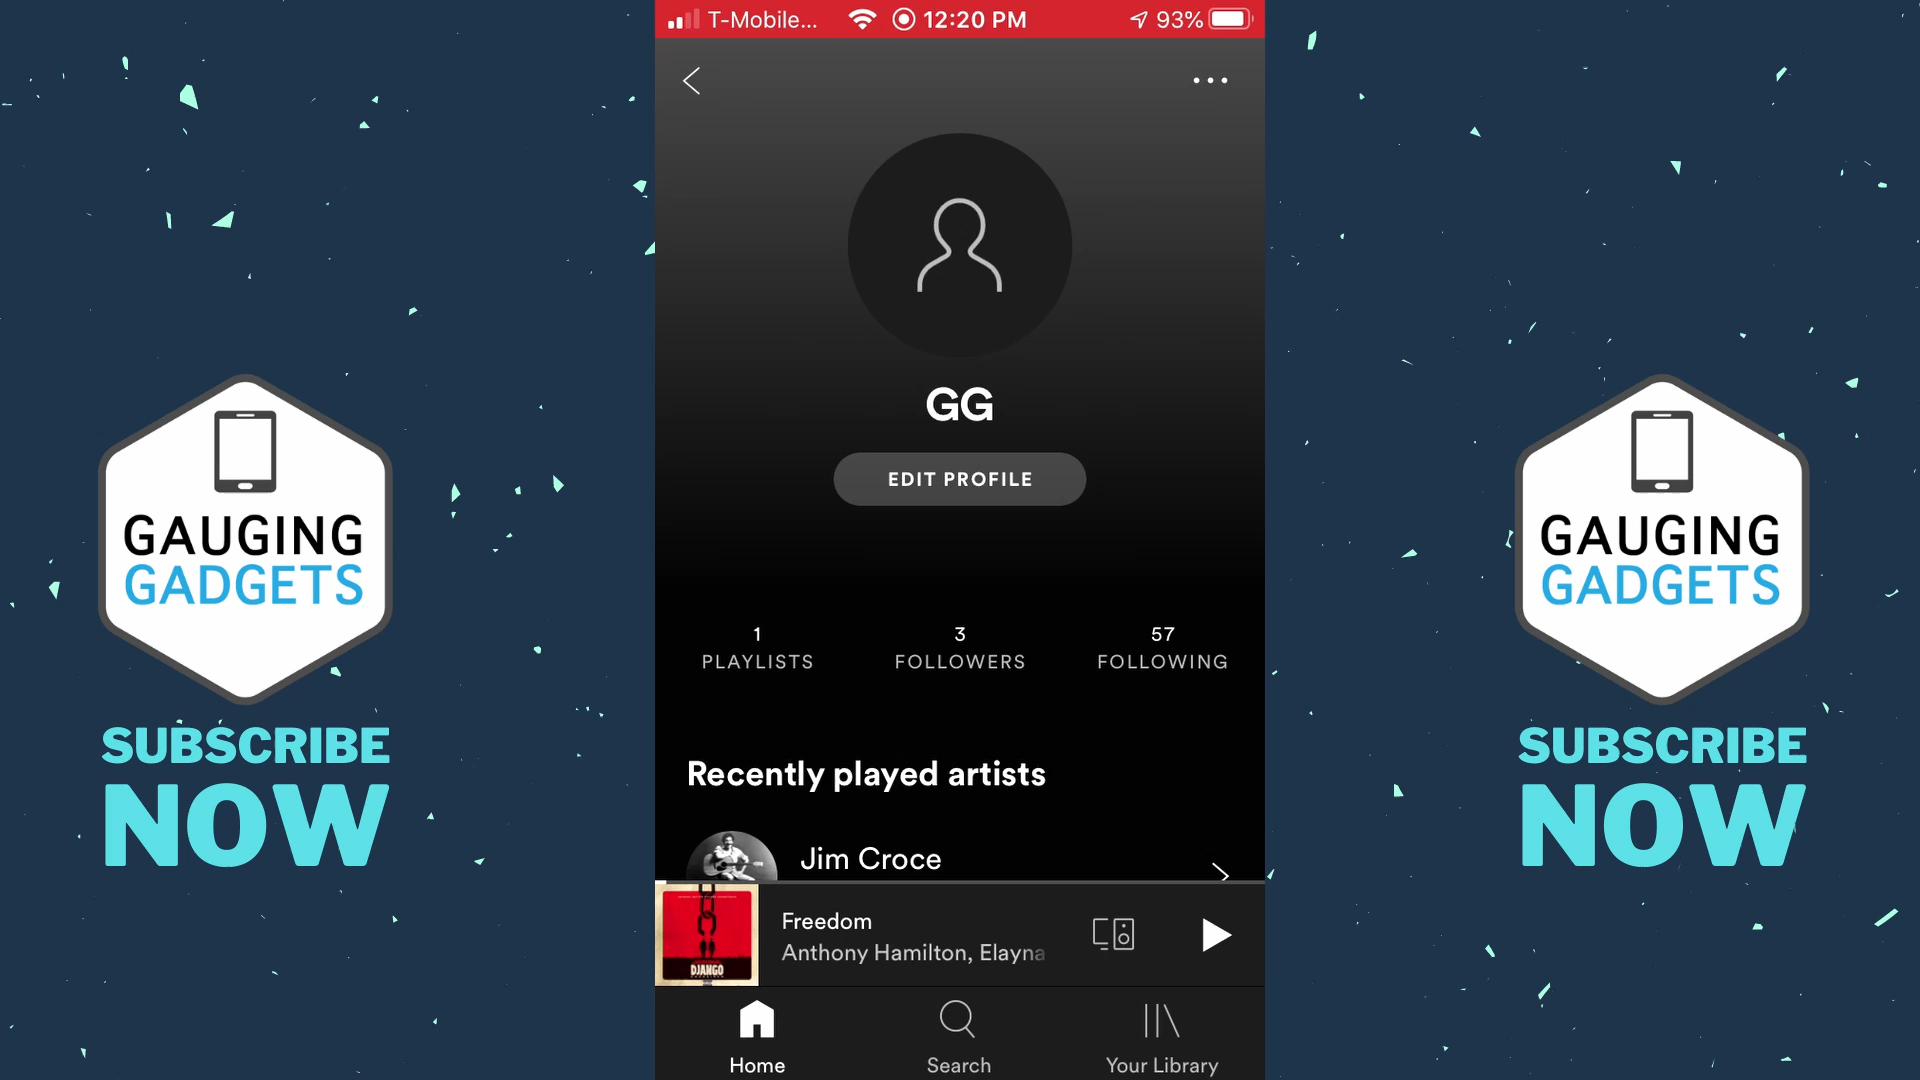 T-Mobile... 12:20 PM 93%
GG
EDIT PROFILE
1 3 57
PLAYLISTS FOLLOWERS FOLLOWING
Recently played artists
Jim Croce
Freedom
Anthony Hamilton, Elayna
DJANGO
Home Search Your Library
GAUGING
GADGETS
SUBSCRIBE
NOW
GAUGING
GADGETS
SUBSCRIBE
NOW